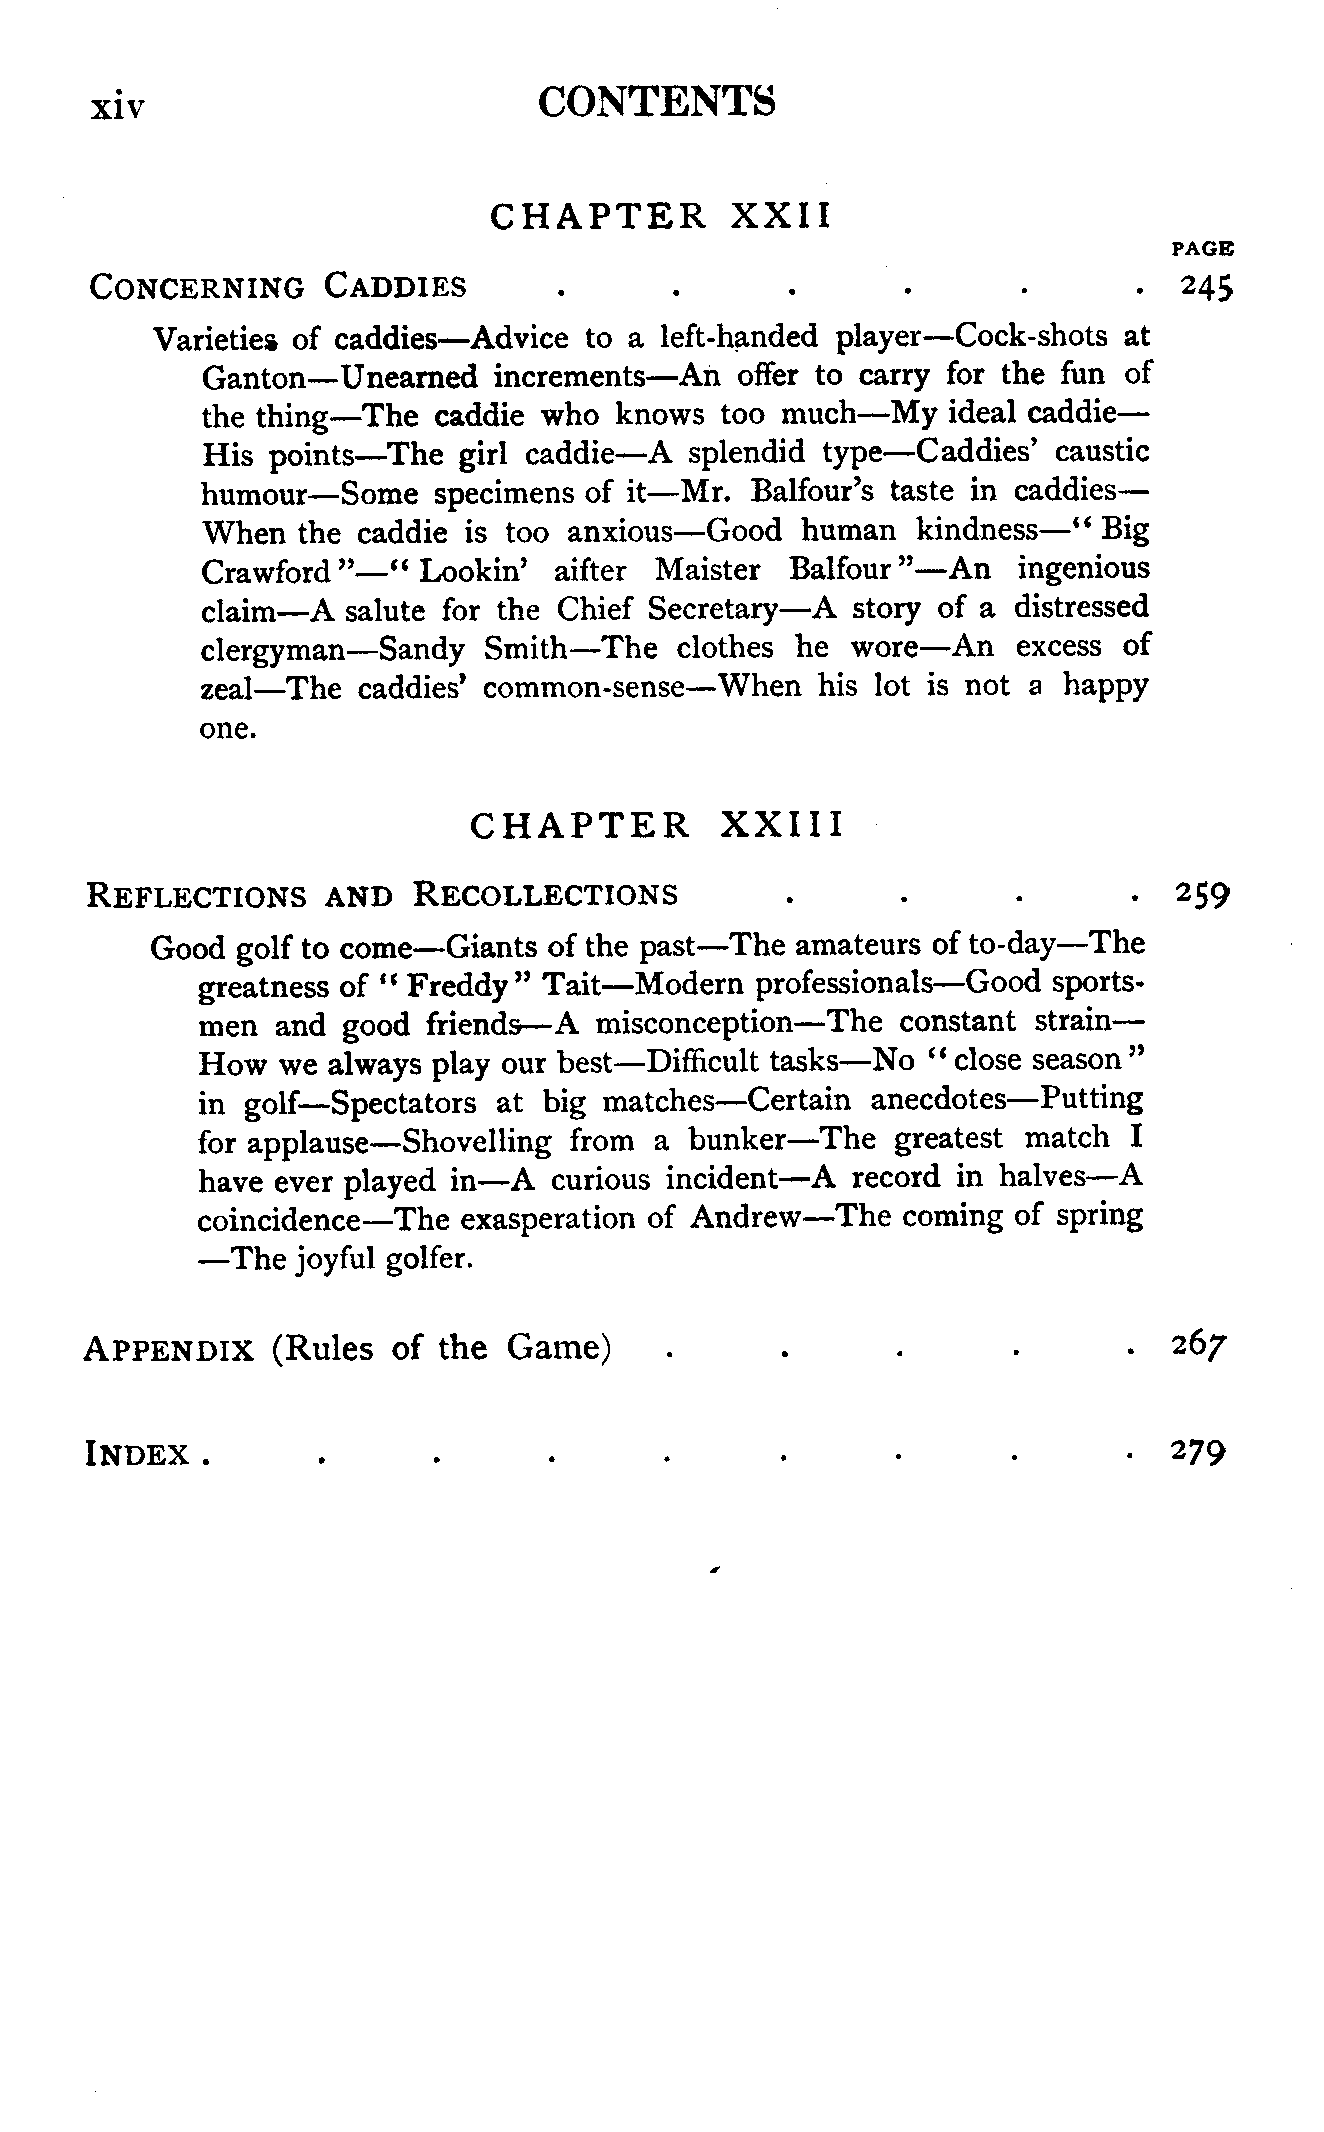 xiv CONTENTS
CHAPTER XXII
PAGE
CONCERNING CADDIES . . . . . . 245
Varieties of caddies—Advice to a left-handed player—Cock-shots at
Ganton—Unearned increments—An offer to carry for the fun of
the thing—The caddie who knows too much—My ideal caddie—
His points—The girl caddie—A splendid type—Caddies' caustic
humour—Some specimens of it—Mr. Balfour's taste in caddies—
When the caddie is too anxious—Good human kindness—“Big
Crawford”—“Lookin' aifter Maister Balfour”—An ingenious
claim—A salute for the Chief Secretary—A story of a distressed
clergyman—Sandy Smith—The clothes he wore—An excess of
zeal—The caddies' common-sense—When his lot is not a happy
one.
CHAPTER XXIII
REFLECTIONS AND RECOLLECTIONS . . . . 259
Good golf to come—Giants of the past—The amateurs of to-day—The
greatness of “Freddy” Tait—Modern professionals—Good sports-
men and good friends—A misconception—The constant strain—
How we always play our best—Difficult tasks—No “close season”
in golf—Spectators at big matches—Certain anecdotes—Putting
for applause—Shovelling from a bunker—The greatest match I
have ever played in—A curious incident—A record in halves—A
coincidence—The exasperation of Andrew—The coming of spring
—The joyful golfer.
APPENDIX (Rules of the Game) . . . . . 267
INDEX . . . . . . . . . 279